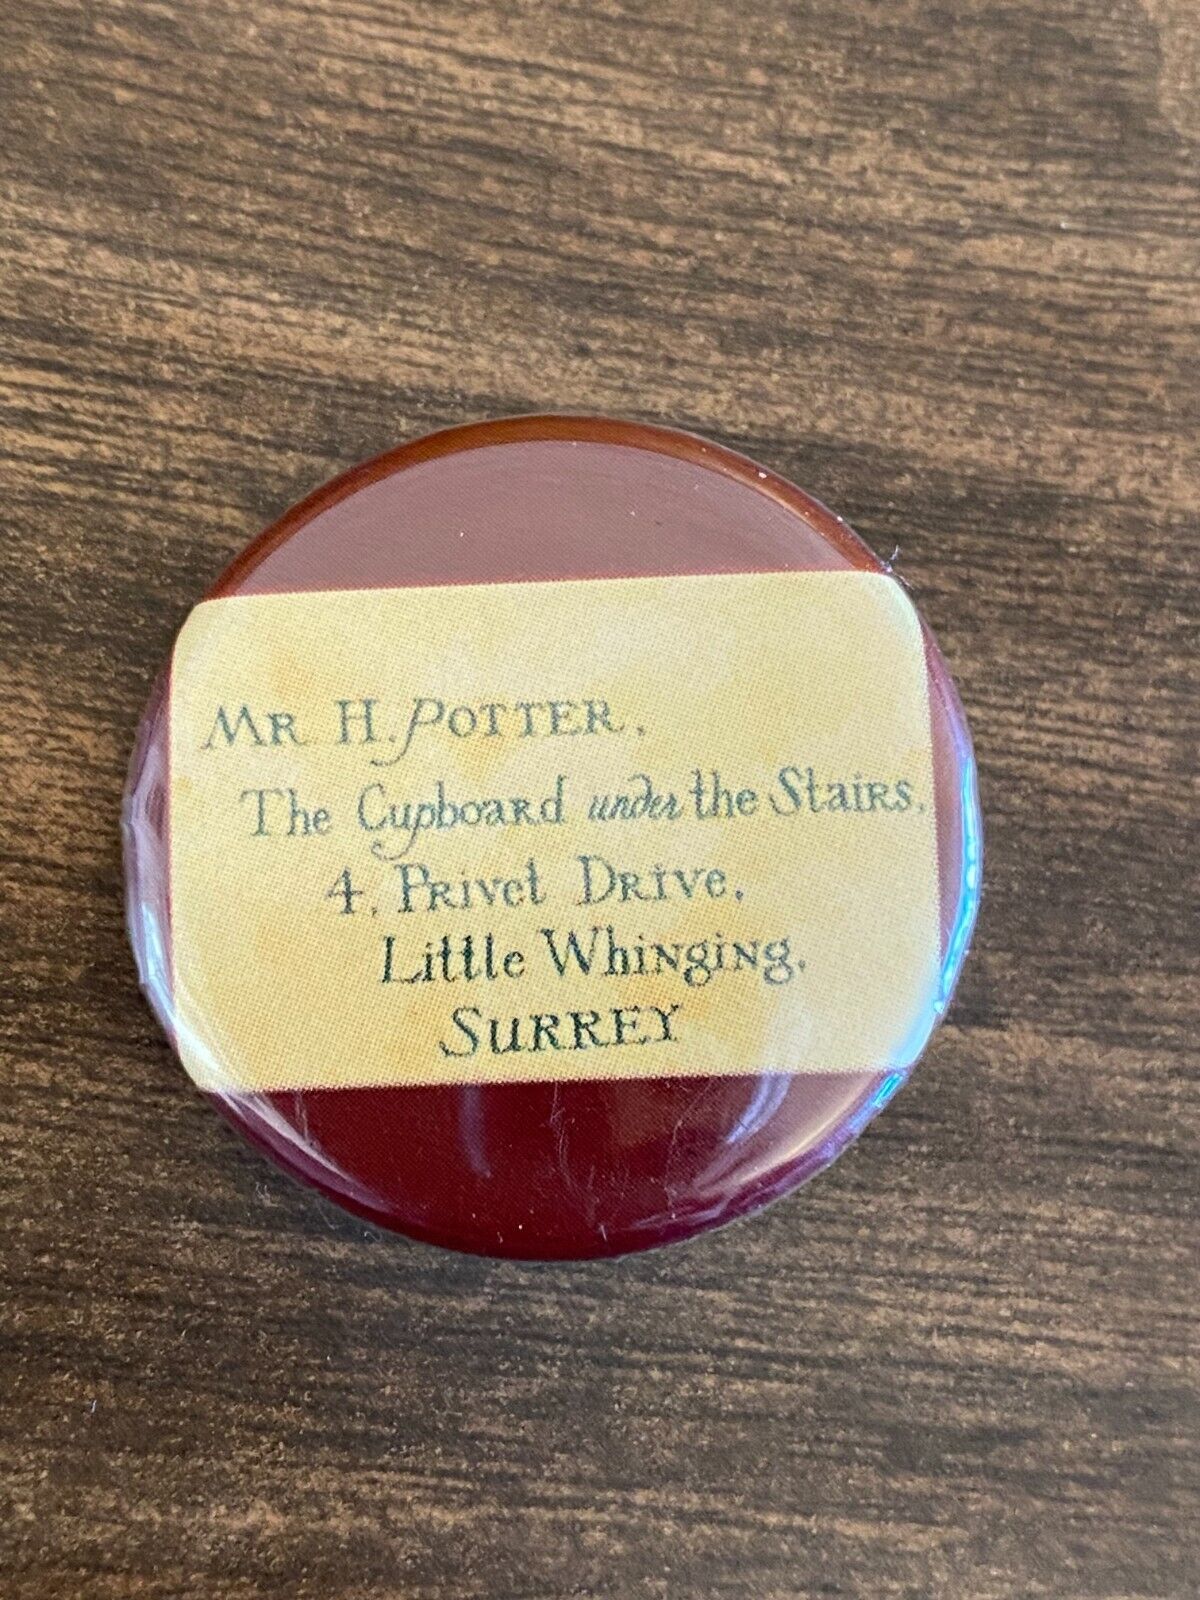 Mr H. Potter,
The Cupboard under the Stairs,
4, Privet Drive,
Little Whinging,
SURREY